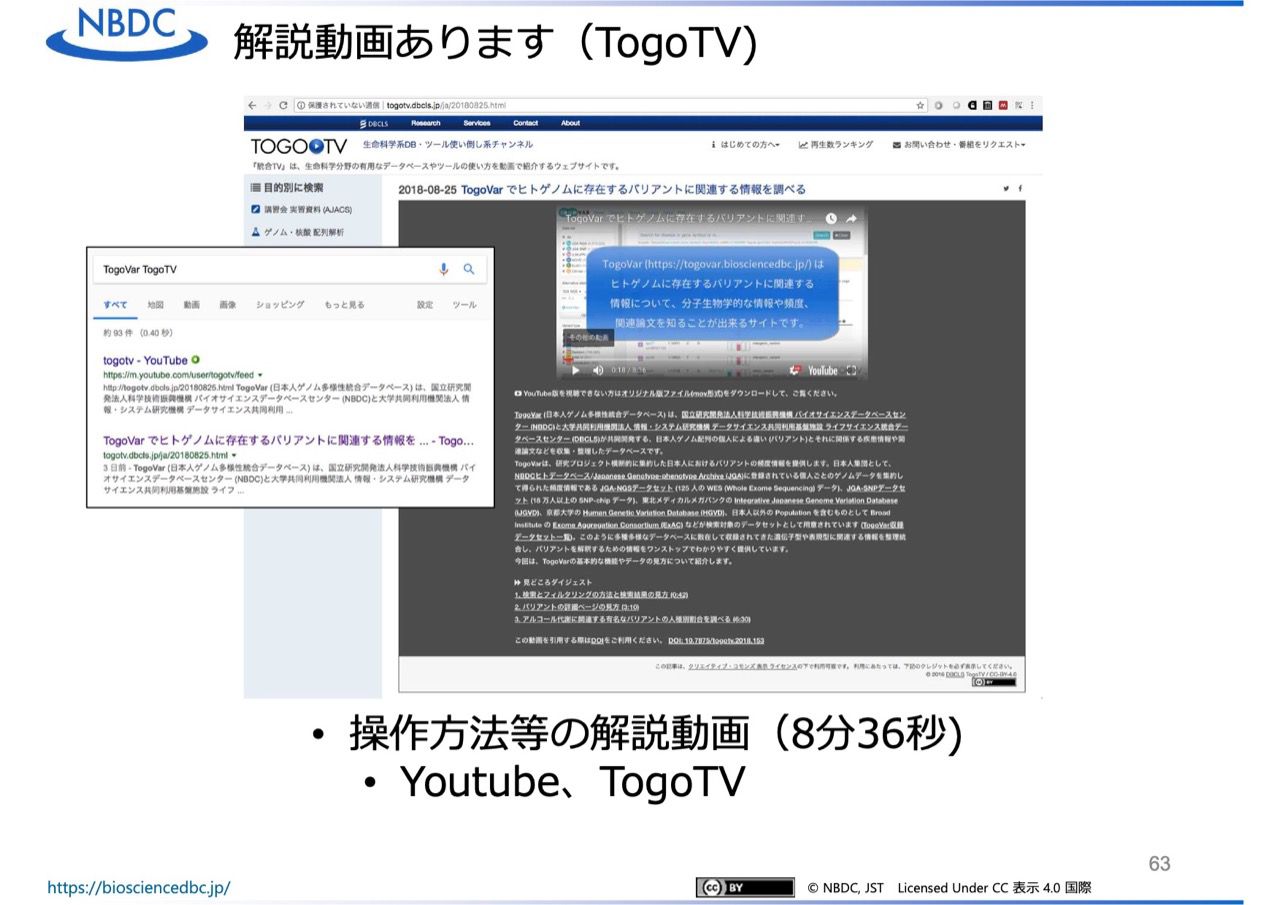 NBDC
解説動画あります（TogoTV)
保護されていない通信 | togotv.dbcls.jp/ja/20180825.html
DBCLS Research Services Contact About
TOGOTV 生命科学系DB・ツール使い倒し系チャンネル はじめての方へ 再生数ランキング お問い合わせ・番組をリクエスト
『統合TV』は、生命科学分野の有用なデータベースやツールの使い方を動画で紹介するウェブサイトです。
目的別に検索
講習会 実習資料 (AJACS)
ゲノム・核酸 配列解析
2018-08-25 TogoVar でヒトゲノムに存在するバリアントに関連する情報を調べる
TogoVar でヒトゲノムに存在するバリアントに関連す...
TogoVar (https://togovar.biosciencedbc.jp/) は
ヒトゲノムに存在するバリアントに関連する
情報について、分子生物学的な情報や頻度、
関連論文を知ることが出来るサイトです。
その他の動画
0:18 / 8:36 YouTube
TogoVar TogoTV
すべて 地図 動画 画像 ショッピング もっと見る 設定 ツール
約 93 件 （0.40 秒）
togotv - YouTube
https://m.youtube.com/user/togotv/feed
http://togotv.dbcls.jp/20180825.html TogoVar (日本人ゲノム多様性統合データベース) は、国立研究開
発法人科学技術振興機構 バイオサイエンスデータベースセンター (NBDC)と大学共同利用機関法人 情
報・システム研究機構 データサイエンス共同利用 ...
TogoVar でヒトゲノムに存在するバリアントに関連する情報を ... - Togo...
togotv.dbcls.jp/ja/20180825.html
3 日前 - TogoVar (日本人ゲノム多様性統合データベース) は、国立研究開発法人科学技術振興機構 バイ
オサイエンスデータベースセンター (NBDC)と大学共同利用機関法人 情報・システム研究機構 データ
サイエンス共同利用基盤施設 ライフ ...
YouTube版を視聴できない方はオリジナル版ファイル(mov形式)をダウンロードして、ご覧ください。
TogoVar (日本人ゲノム多様性統合データベース) は、国立研究開発法人科学技術振興機構 バイオサイエンスデータベースセン
ター (NBDC)と大学共同利用機関法人 情報・システム研究機構 データサイエンス共同利用基盤施設 ライフサイエンス統合デー
タベースセンター (DBCLS)が共同開発する、日本人ゲノム配列の個人による違い (バリアント)とそれに関係する疾患情報や関
連論文などを収集・整理したデータベースです。
TogoVarは、研究プロジェクト横断的に集約した日本人におけるバリアントの頻度情報を提供します。日本人集団として、
NBDCヒトデータベース/Japanese Genotype-phenotype Archive (JGA)に登録されている個人ごとのゲノムデータを集約し
て得られた頻度情報である JGA-NGSデータセット (125 人の WES (Whole Exome Sequencing) データ)、JGA-SNPデータセ
ット (18 万人以上の SNP-chip データ)、東北メディカルメガバンクの Integrative Japanese Genome Variation Database
(iJGVD)、京都大学の Human Genetic Variation Database (HGVD)、日本人以外の Population を含むものとして Broad
Institute の Exome Aggregation Consortium (ExAC) などが検索対象のデータセットとして用意されています (TogoVar収録
データセット一覧)。このように多種多様なデータベースに散在して収録されてきた遺伝子型や表現型に関連する情報を整理統
合し、バリアントを解釈するための情報をワンストップでわかりやすく提供しています。
今回は、TogoVarの基本的な機能やデータの見方について紹介します。
見どころダイジェスト
1. 検索とフィルタリングの方法と検索結果の見方 (0:42)
2. バリアントの詳細ページの見方 (3:10)
3. アルコール代謝に関連する有名なバリアントの人種別割合を調べる (6:30)
この動画を引用する際はDOIをご利用ください。 DOI: 10.7875/togotv.2018.153
この記事は、クリエイティブ・コモンズ 表示 ライセンスの下で利用可能です。 利用にあたっては、下記のクレジットを必ず表示してください。
© 2016 DBCLS TogoTV / CC-BY-4.0
• 操作方法等の解説動画（8分36秒)
• Youtube、TogoTV
63
https://biosciencedbc.jp/
cc BY © NBDC, JST Licensed Under CC 表示 4.0 国際